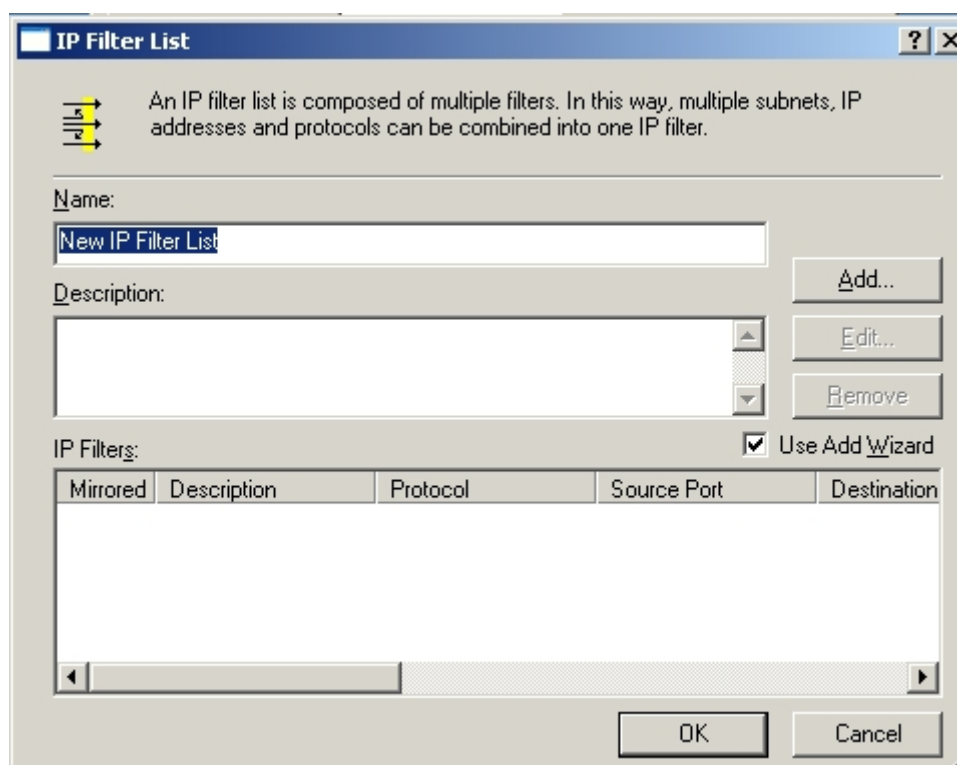 IP Filter List
An IP filter list is composed of multiple filters. In this way, multiple subnets, IP
addresses and protocols can be combined into one IP filter.
Name:
New IP Filter List
Add...
Description:
Edit...
Remove
IP Filters:
Use Add Wizard
Mirrored Description Protocol Source Port Destination
OK Cancel